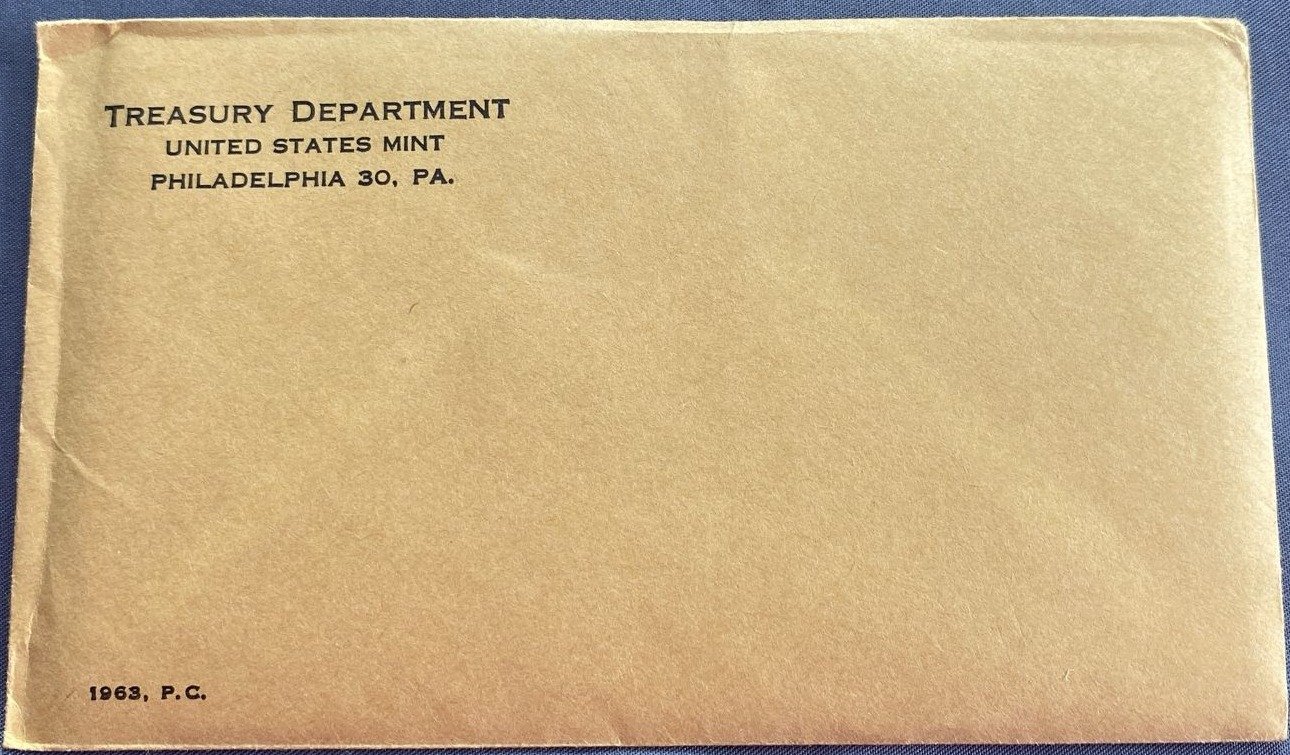 TREASURY DEPARTMENT
UNITED STATES MINT
PHILADELPHIA 30, PA.
1963, P.C.